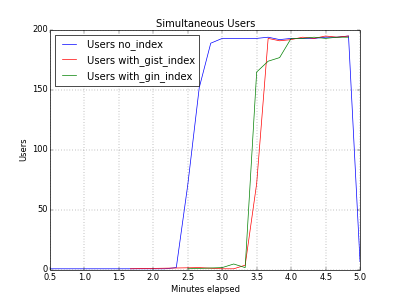 Simultaneous Users
Users no_index
Users with_gist_index
Users with_gin_index
200
150
100
50
0
Users
0.5 1.0 1.5 2.0 2.5 3.0 3.5 4.0 4.5 5.0
Minutes elapsed